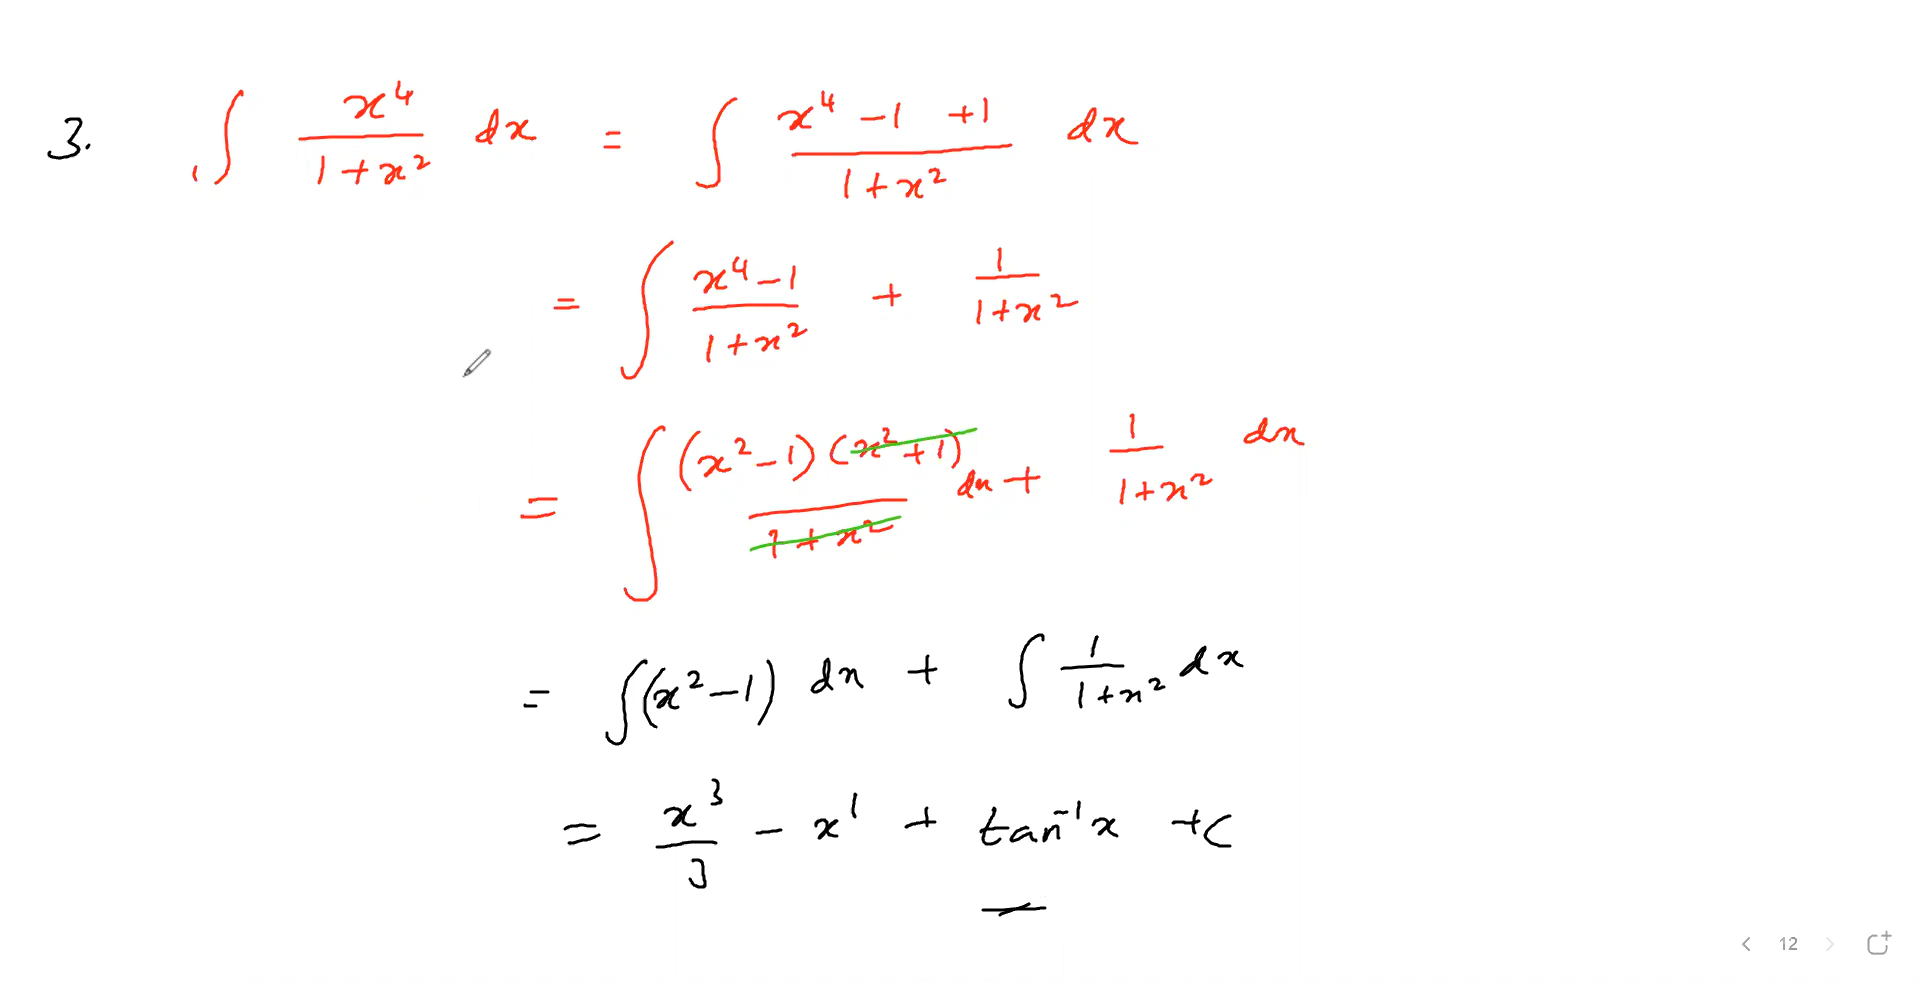 3. ∫ x⁴/(1+x²) dx = ∫ (x⁴ −1 +1)/(1+x²) dx
= ∫ (x⁴−1)/(1+x²) + 1/(1+x²)
= ∫ (x²−1)(x²+1)/(1+x²) dx + 1/(1+x²) dx
= ∫(x²−1) dx + ∫ 1/(1+x²) dx
= x³/3 − x¹ + tan⁻¹x +C
12